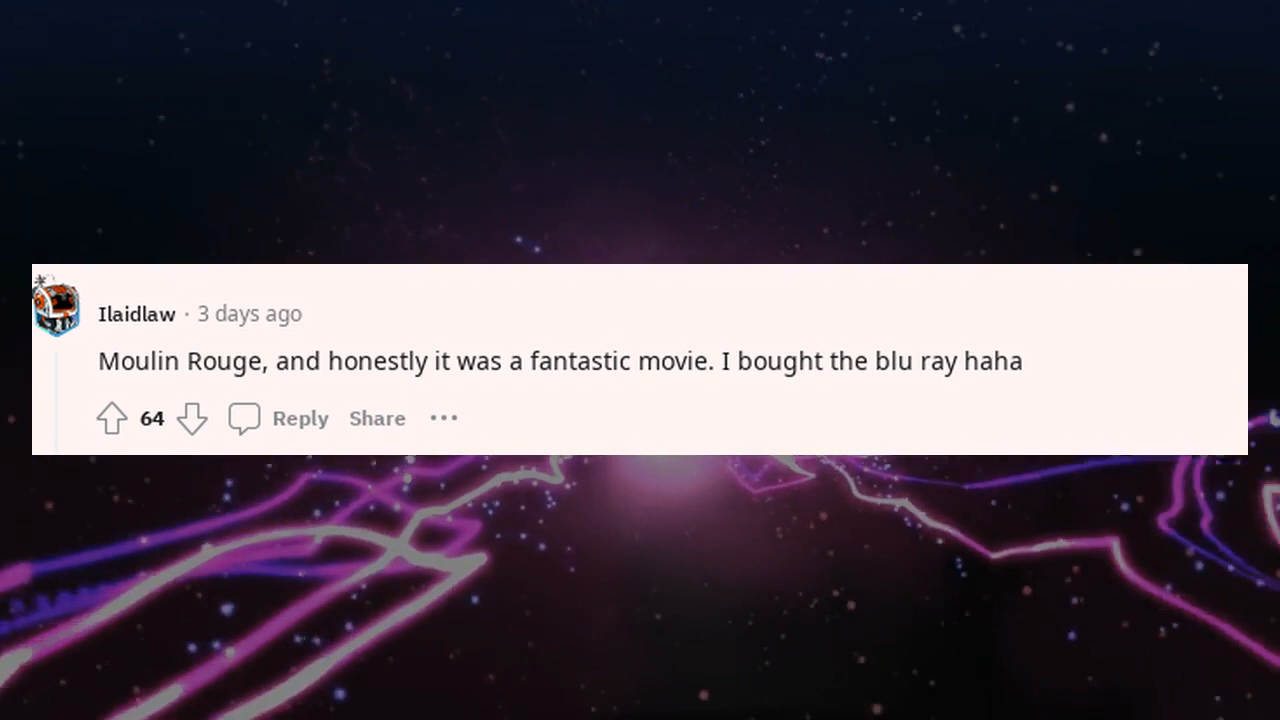 Ilaidlaw · 3 days ago
Moulin Rouge, and honestly it was a fantastic movie. I bought the blu ray haha
64 Reply Share ···